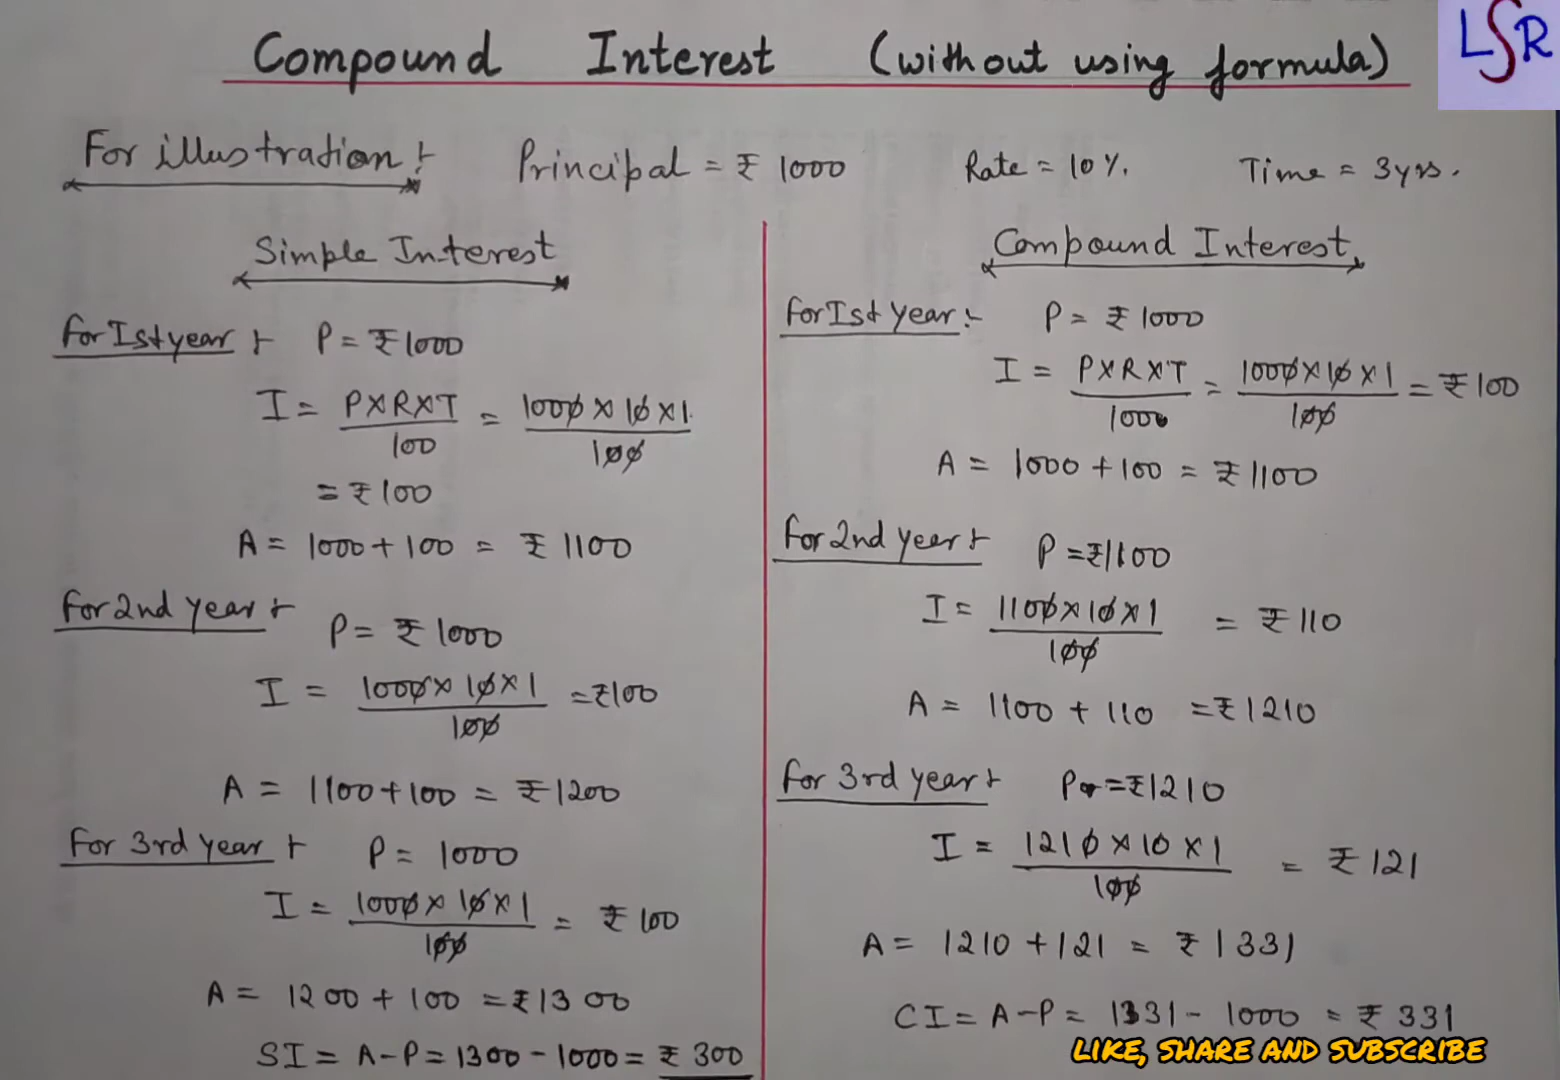 Compound Interest (without using formula)
LSR
For illustration :- Principal = ₹ 1000 Rate = 10 %. Time = 3yrs.
Simple Interest
For Ist year :- P = ₹ 1000
I = P×R×T / 100 = 1000 × 10 × 1 / 100
= ₹ 100
A = 1000 + 100 = ₹ 1100
For 2nd year :- P = ₹ 1000
I = 1000 × 10 × 1 / 100 = ₹100
A = 1100 + 100 = ₹ 1200
For 3rd year :- P = 1000
I = 1000 × 10 × 1 / 100 = ₹ 100
A = 1200 + 100 = ₹ 1300
SI = A - P = 1300 - 1000 = ₹ 300
Compound Interest
For Ist year :- P = ₹ 1000
I = P×R×T / 1000 = 1000 × 10 × 1 / 100 = ₹ 100
A = 1000 + 100 = ₹ 1100
For 2nd year :- P = ₹1100
I = 1100 × 10 × 1 / 100 = ₹ 110
A = 1100 + 110 = ₹ 1210
For 3rd year :- P = ₹1210
I = 1210 × 10 × 1 / 100 = ₹ 121
A = 1210 + 121 = ₹ 1331
CI = A - P = 1331 - 1000 = ₹ 331
LIKE, SHARE AND SUBSCRIBE